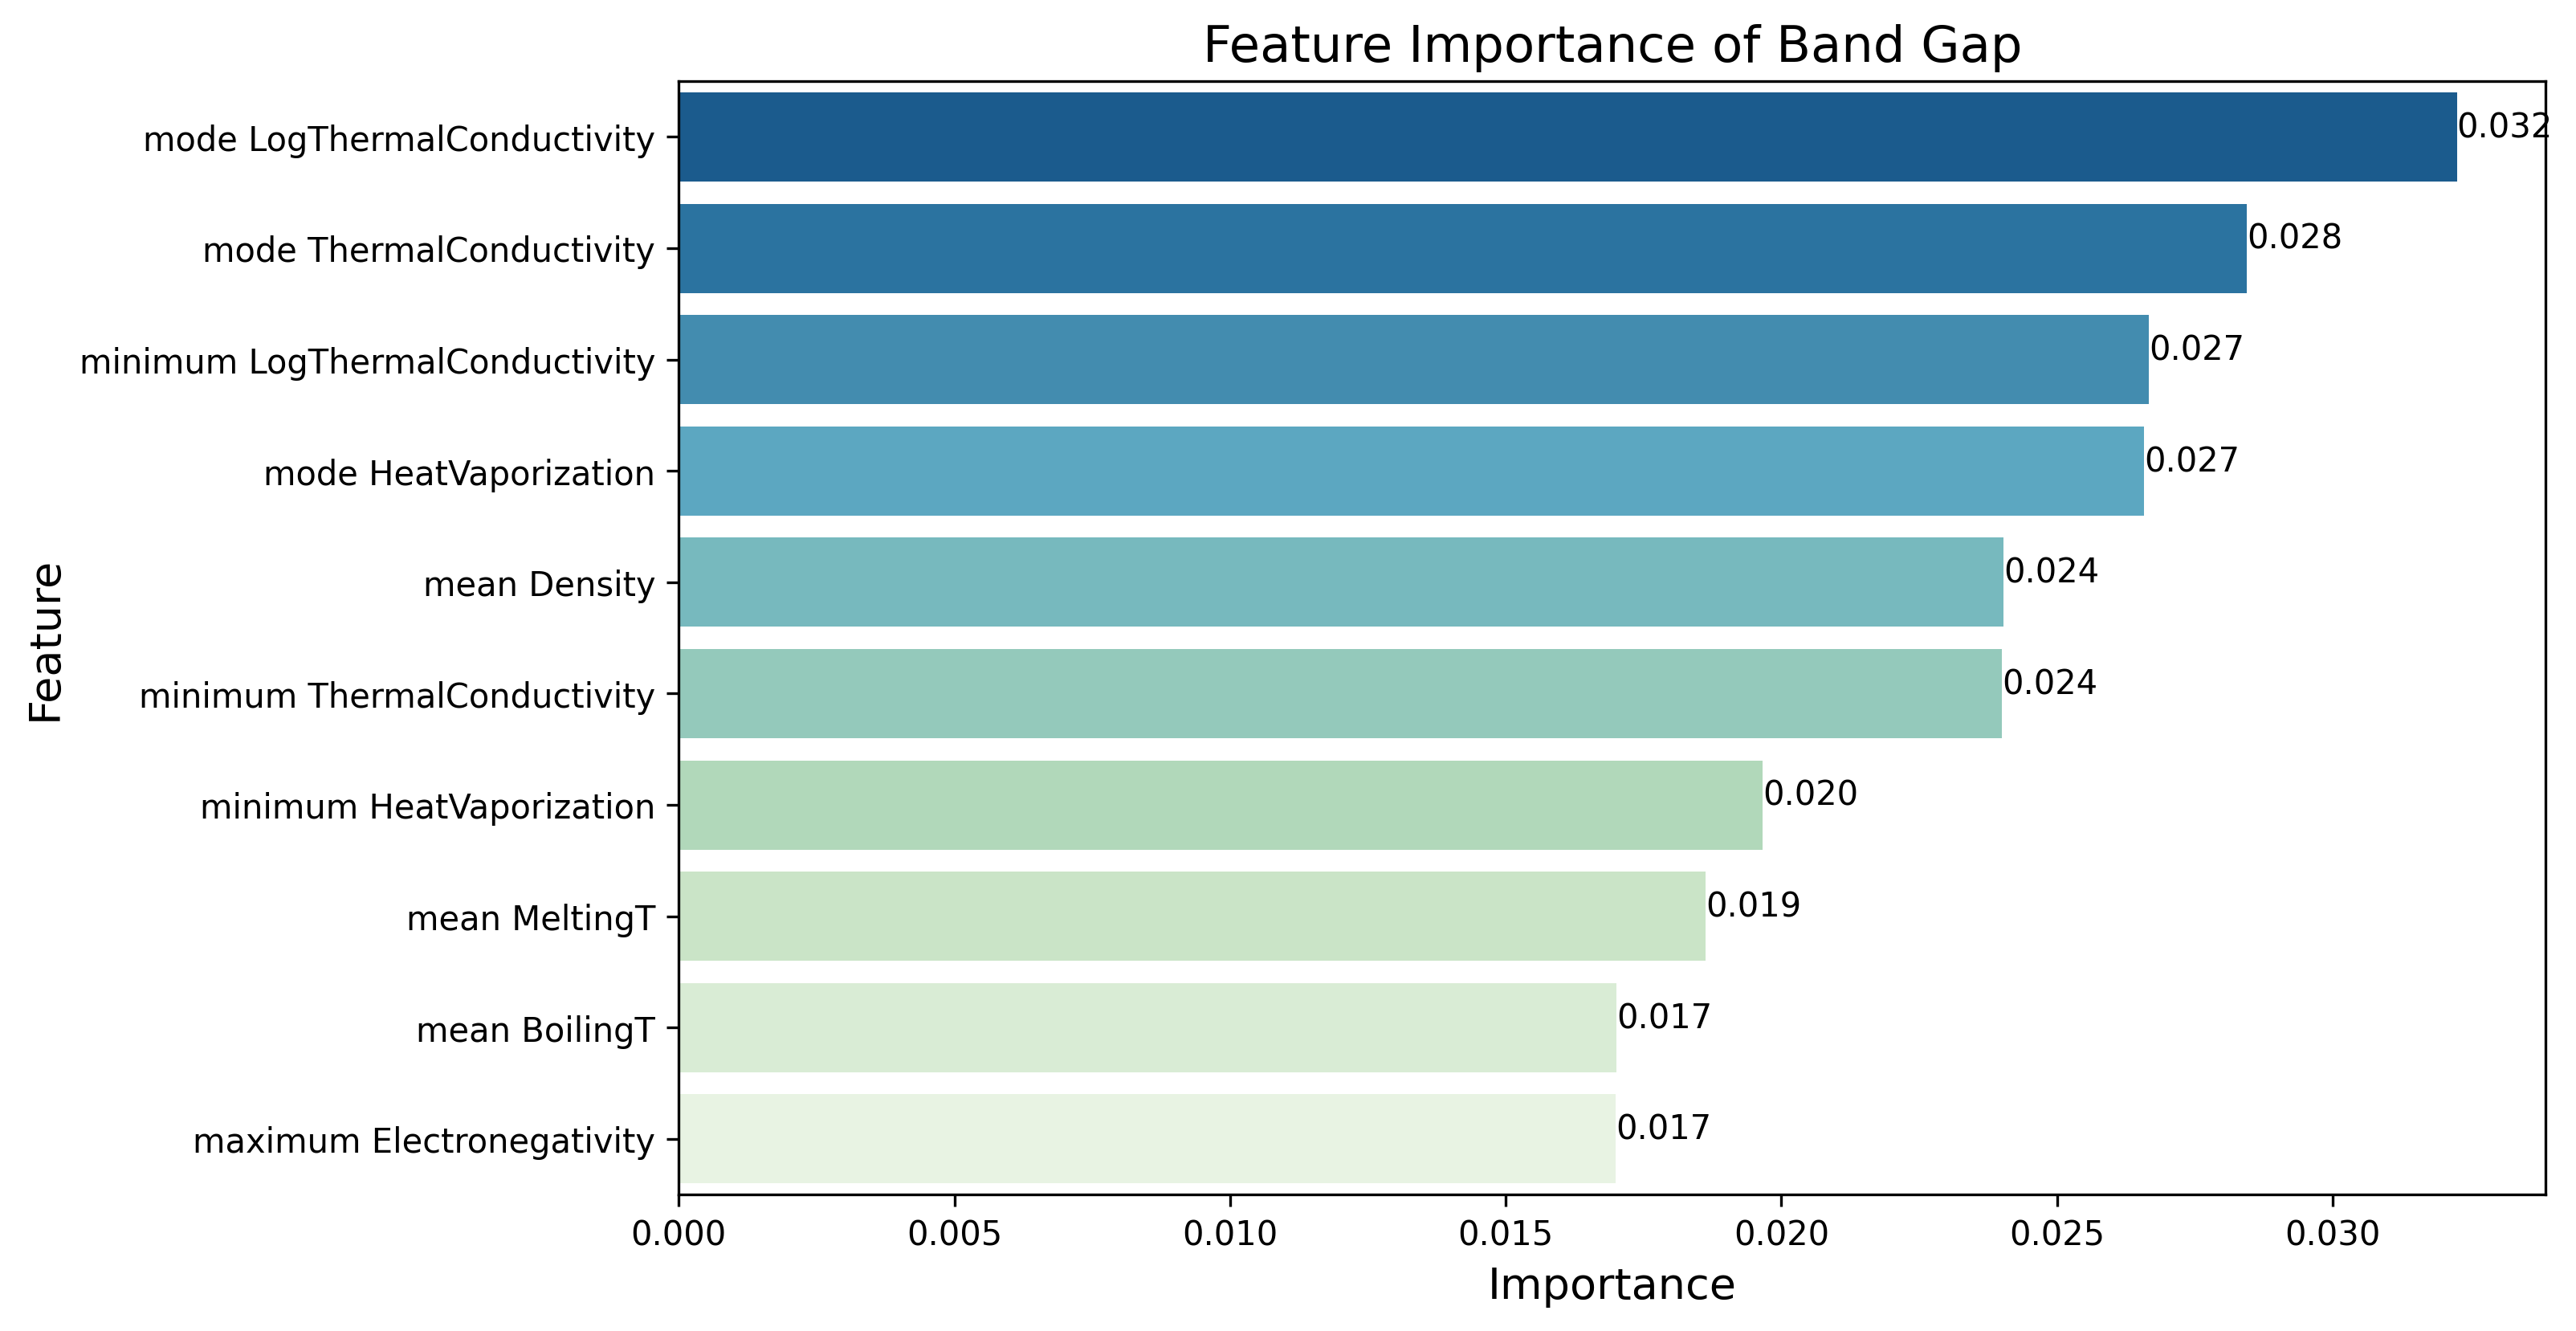 Feature Importance of Band Gap
mode LogThermalConductivity 0.032
mode ThermalConductivity 0.028
minimum LogThermalConductivity 0.027
mode HeatVaporization 0.027
mean Density 0.024
minimum ThermalConductivity 0.024
minimum HeatVaporization 0.020
mean MeltingT 0.019
mean BoilingT 0.017
maximum Electronegativity 0.017
Feature
0.000 0.005 0.010 0.015 0.020 0.025 0.030
Importance